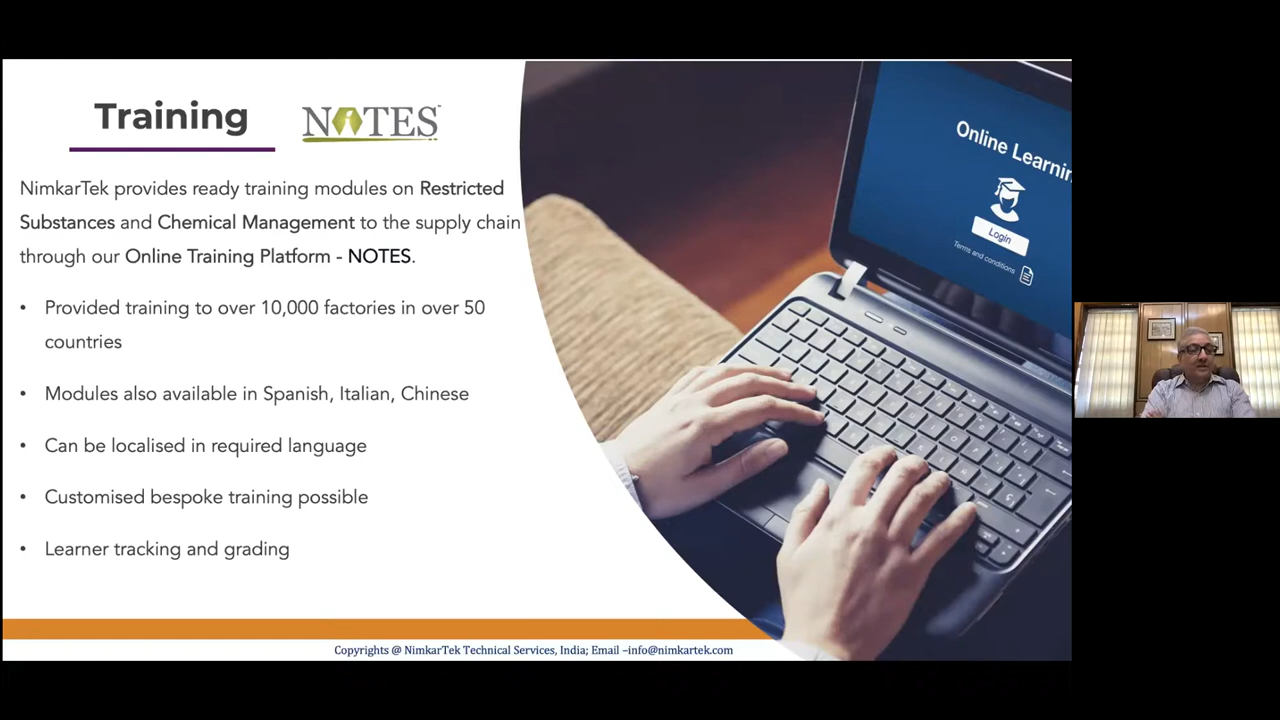 Training
NiTES™
NimkarTek provides ready training modules on Restricted
Substances and Chemical Management to the supply chain
through our Online Training Platform - NOTES.
• Provided training to over 10,000 factories in over 50
countries
• Modules also available in Spanish, Italian, Chinese
• Can be localised in required language
• Customised bespoke training possible
• Learner tracking and grading
Online Learnin
Login
Terms and conditions
Copyrights @ NimkarTek Technical Services, India; Email –info@nimkartek.com